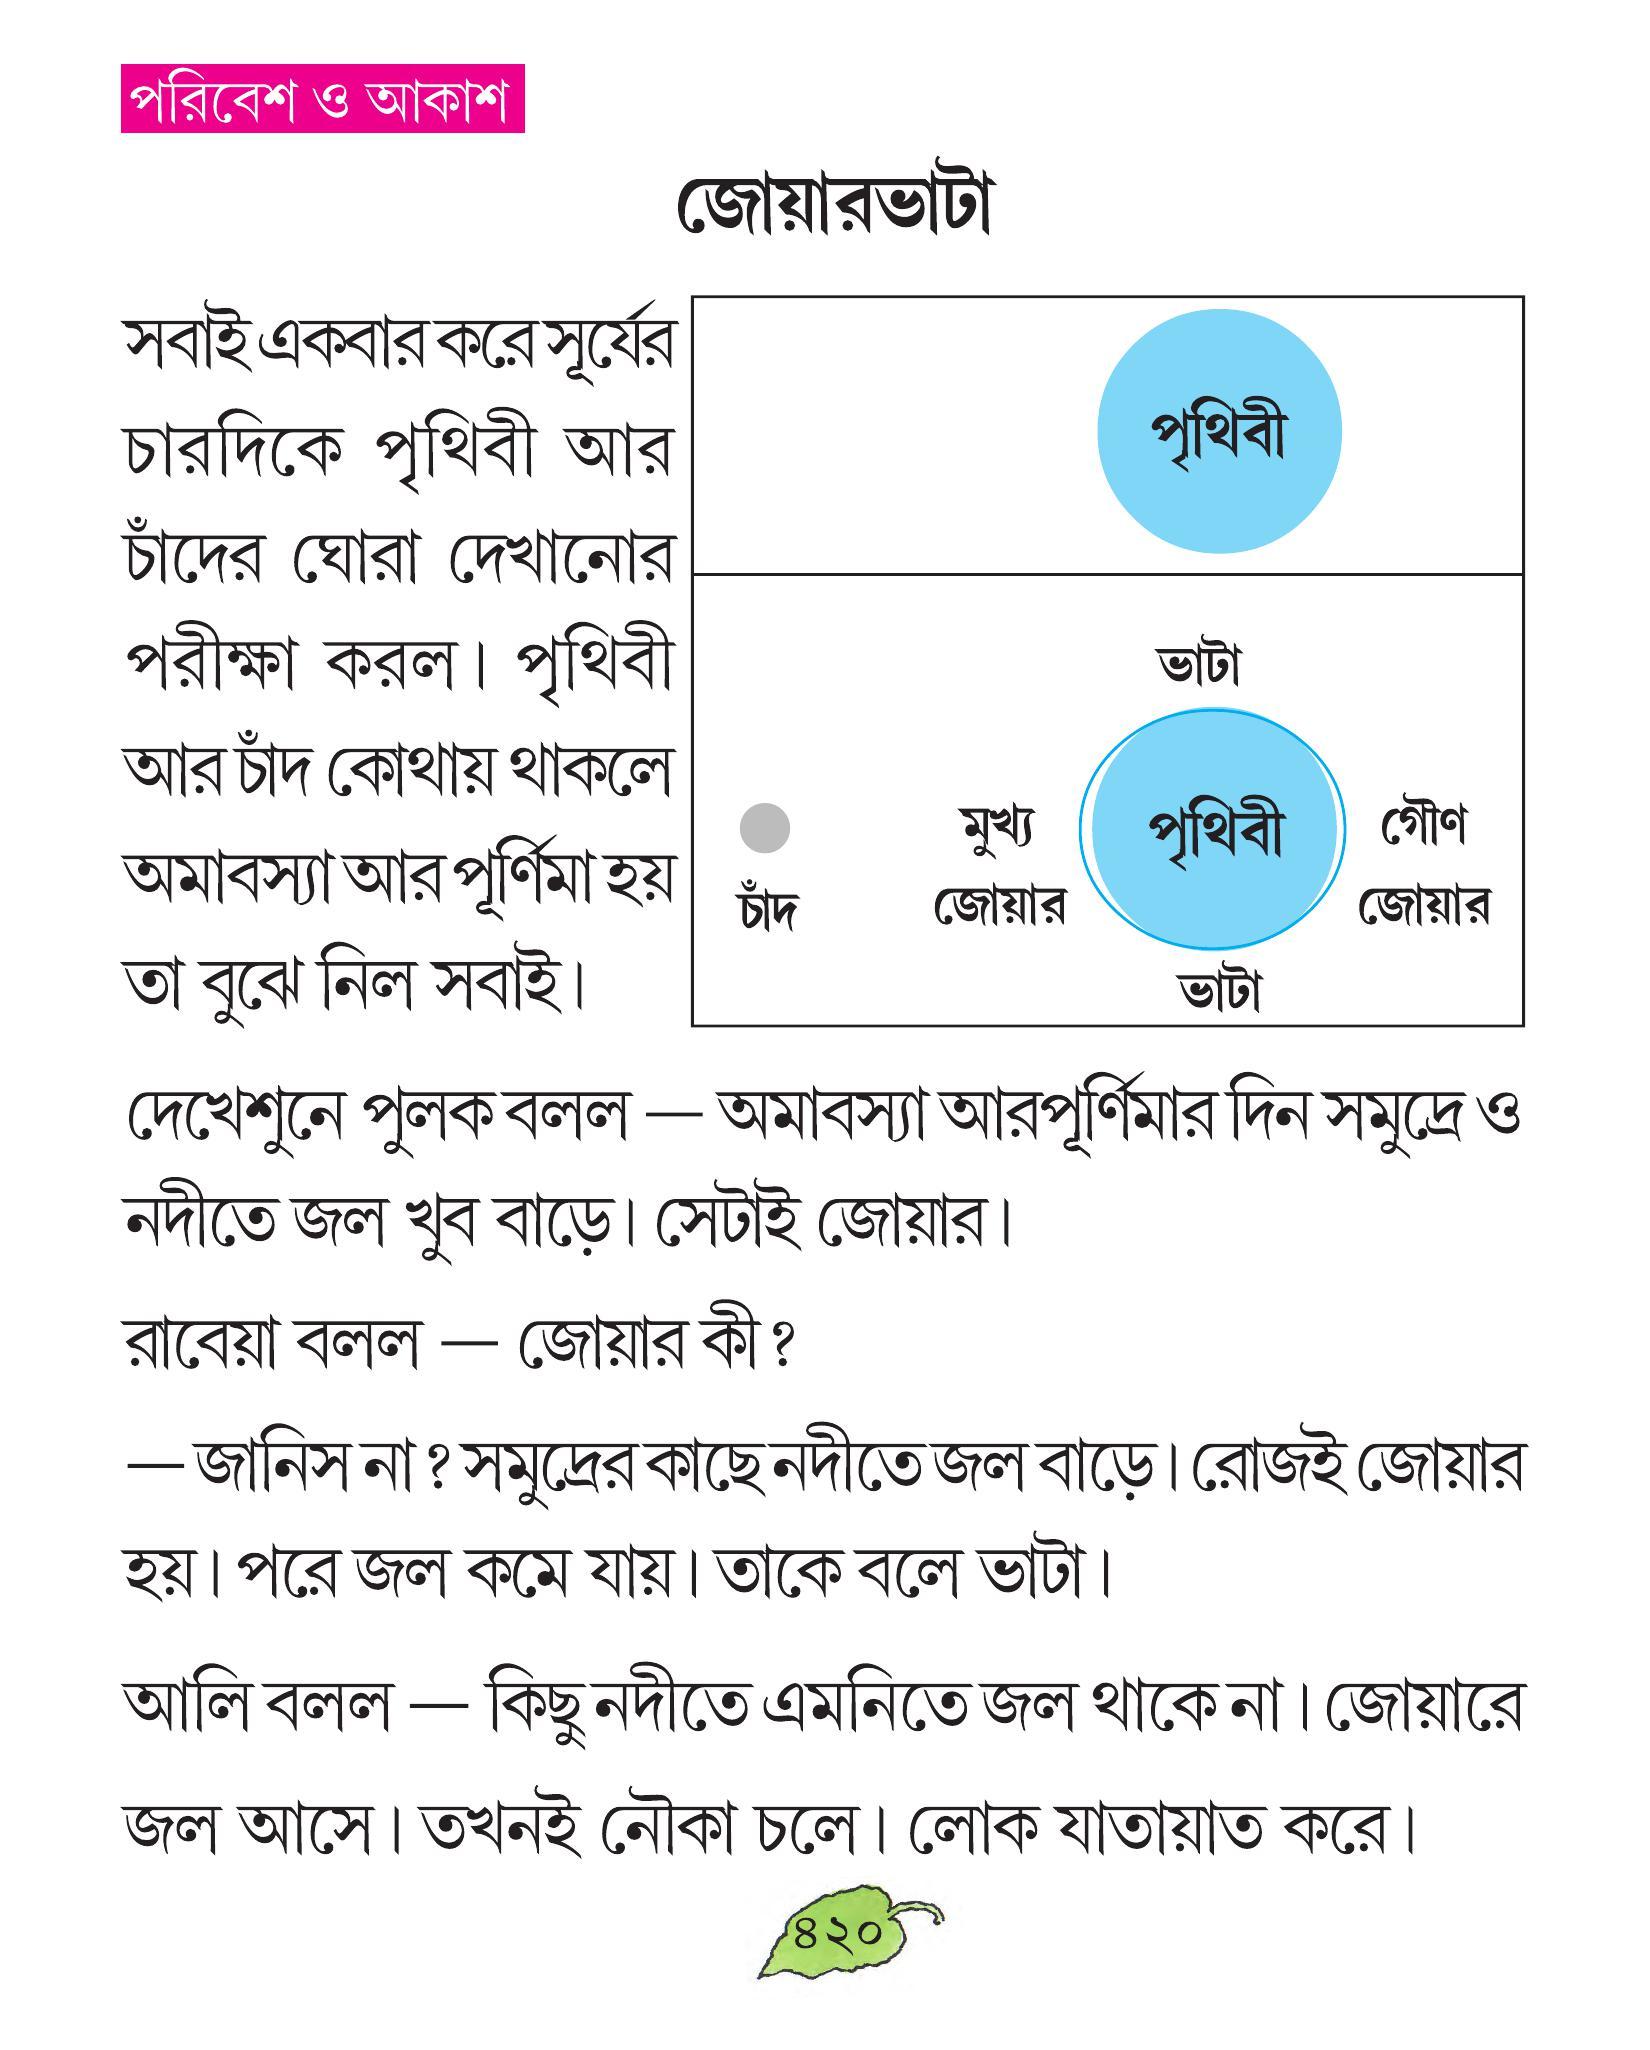 পরিবেশ ও আকাশ
জোয়ারভাটা
সবাই একবার করে সূর্যের
চারদিকে পৃথিবী আর
চাঁদের ঘোরা দেখানোর
পরীক্ষা করল। পৃথিবী
আর চাঁদ কোথায় থাকলে
অমাবস্যা আর পূর্ণিমা হয়
তা বুঝে নিল সবাই।
পৃথিবী
ভাটা
মুখ্য
জোয়ার
পৃথিবী
গৌণ
জোয়ার
চাঁদ
ভাটা
দেখেশুনে পুলক বলল — অমাবস্যা আরপূর্ণিমার দিন সমুদ্রে ও
নদীতে জল খুব বাড়ে। সেটাই জোয়ার।
রাবেয়া বলল — জোয়ার কী?
— জানিস না? সমুদ্রের কাছে নদীতে জল বাড়ে। রোজই জোয়ার
হয়। পরে জল কমে যায়। তাকে বলে ভাটা।
আলি বলল — কিছু নদীতে এমনিতে জল থাকে না। জোয়ারে
জল আসে। তখনই নৌকা চলে। লোক যাতায়াত করে।
৪২০